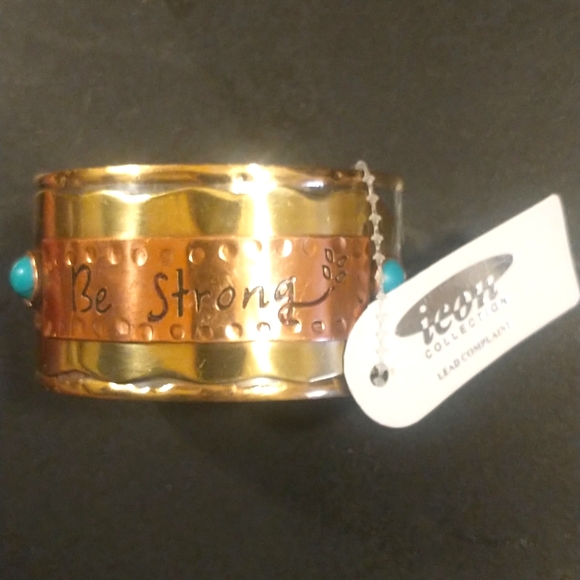 Be Strong
icon
COLLECTION
LEAD COMPLAINT